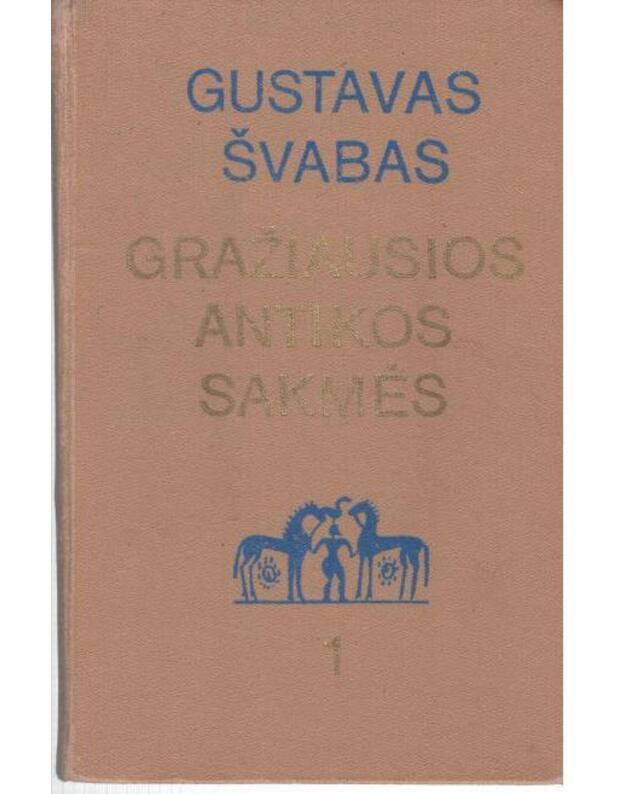 GUSTAVAS
ŠVABAS
GRAŽIAUSIOS
ANTIKOS
SAKMĖS
1